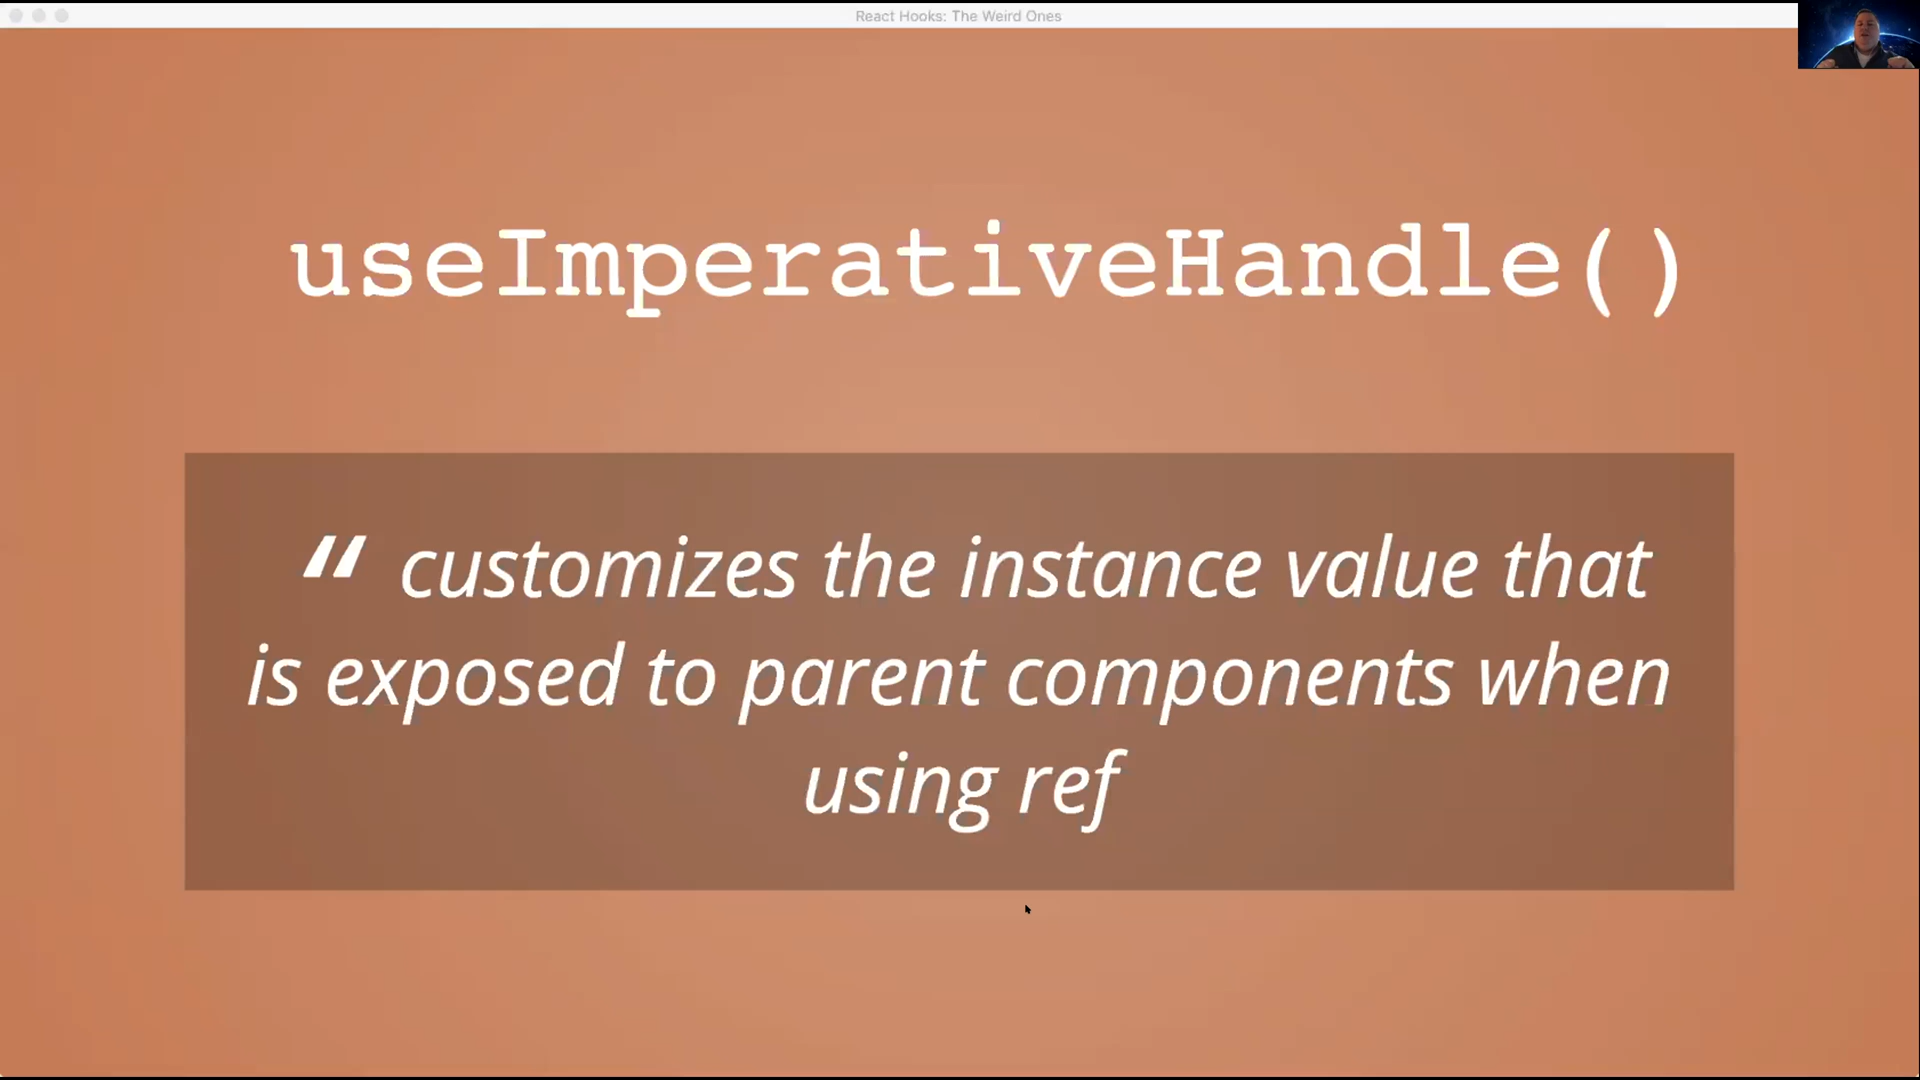 React Hooks: The Weird Ones
useImperativeHandle()
“ customizes the instance value that
is exposed to parent components when
using ref